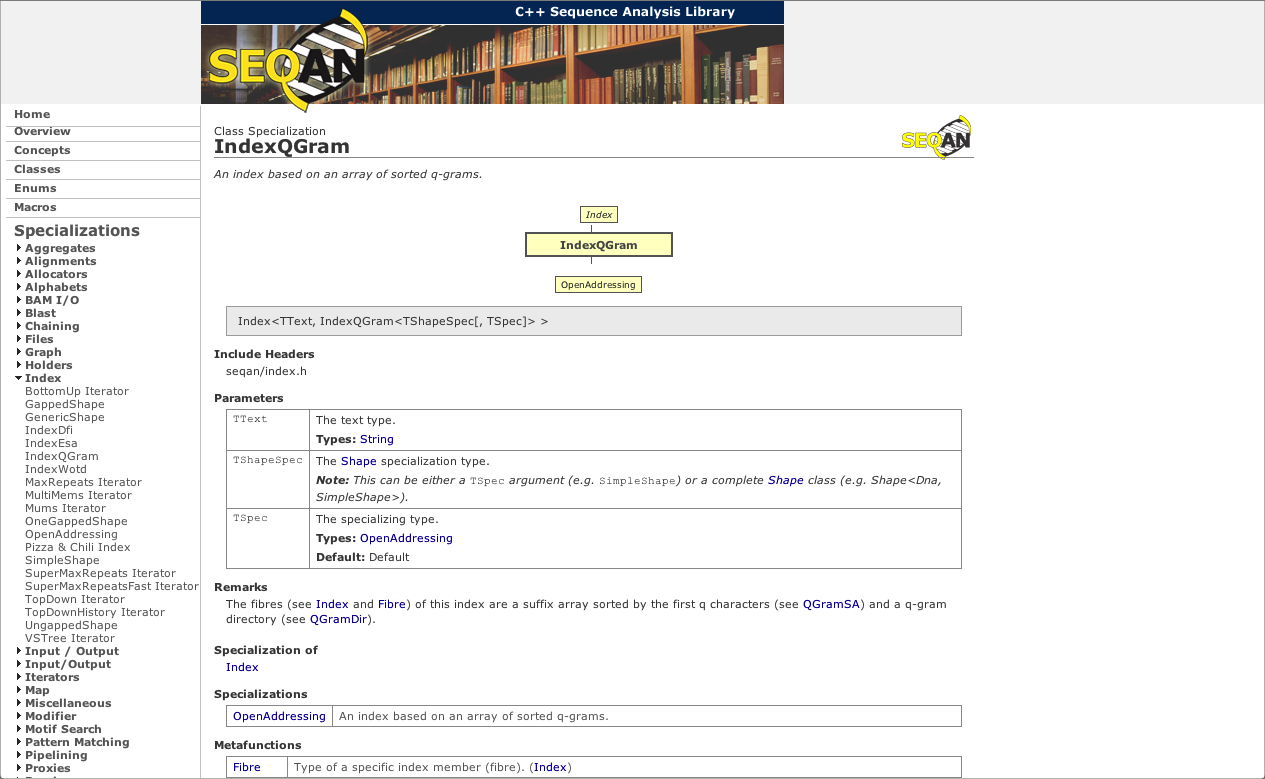 C++ Sequence Analysis Library
SEQAN
Home
Overview
Concepts
Classes
Enums
Macros
Specializations
Aggregates
Alignments
Allocators
Alphabets
BAM I/O
Blast
Chaining
Files
Graph
Holders
Index
BottomUp Iterator
GappedShape
GenericShape
IndexDfi
IndexEsa
IndexQGram
IndexWotd
MaxRepeats Iterator
MultiMems Iterator
Mums Iterator
OneGappedShape
OpenAddressing
Pizza & Chili Index
SimpleShape
SuperMaxRepeats Iterator
SuperMaxRepeatsFast Iterator
TopDown Iterator
TopDownHistory Iterator
UngappedShape
VSTree Iterator
Input / Output
Input/Output
Iterators
Map
Miscellaneous
Modifier
Motif Search
Pattern Matching
Pipelining
Proxies
Class Specialization
IndexQGram
SEQAN
An index based on an array of sorted q-grams.
Index
IndexQGram
OpenAddressing
Index<TText, IndexQGram<TShapeSpec[, TSpec]> >
Include Headers
seqan/index.h
Parameters
TText The text type.
Types: String
TShapeSpec The Shape specialization type.
Note: This can be either a TSpec argument (e.g. SimpleShape) or a complete Shape class (e.g. Shape<Dna,
SimpleShape>).
TSpec The specializing type.
Types: OpenAddressing
Default: Default
Remarks
The fibres (see Index and Fibre) of this index are a suffix array sorted by the first q characters (see QGramSA) and a q-gram
directory (see QGramDir).
Specialization of
Index
Specializations
OpenAddressing An index based on an array of sorted q-grams.
Metafunctions
Fibre Type of a specific index member (fibre). (Index)